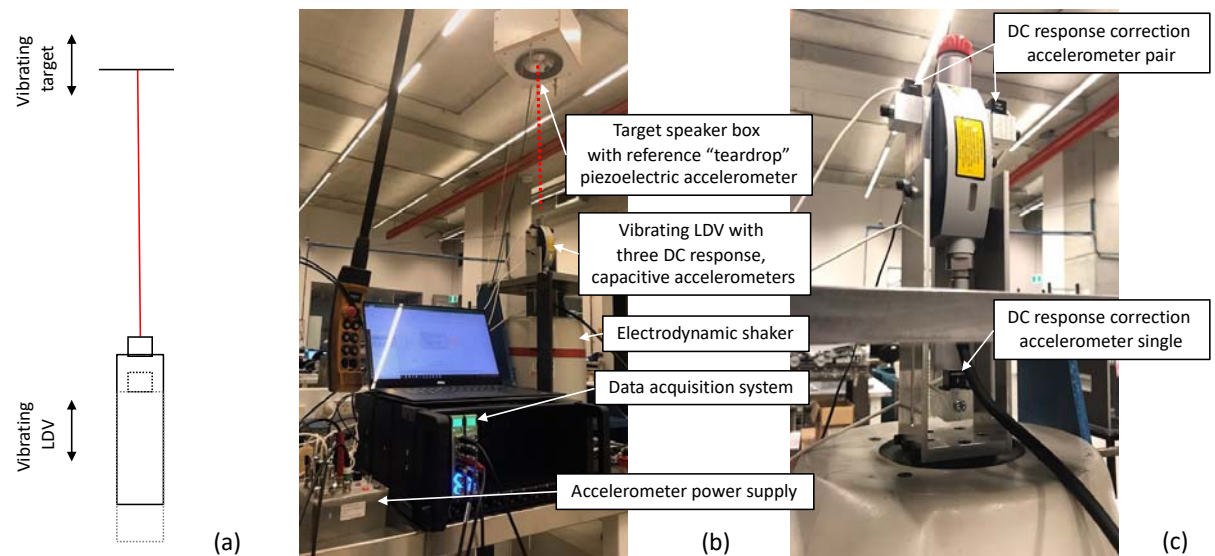 Vibrating
target
Vibrating
LDV
(a)
Target speaker box
with reference “teardrop”
piezoelectric accelerometer
Vibrating LDV with
three DC response,
capacitive accelerometers
Electrodynamic shaker
Data acquisition system
Accelerometer power supply
(b)
DC response correction
accelerometer pair
DC response correction
accelerometer single
(c)